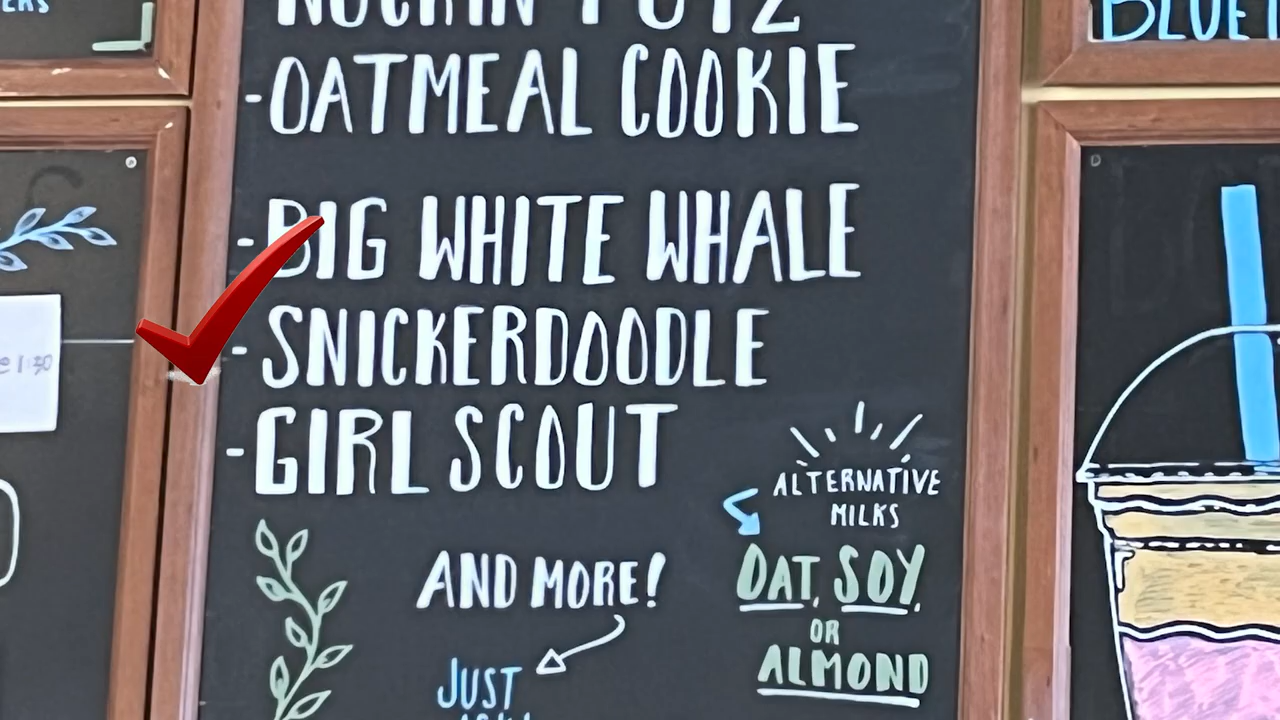 - OATMEAL COOKIE
- BIG WHITE WHALE
- SNICKERDOODLE
- GIRL SCOUT
ALTERNATIVE
MILKS
OAT, SOY,
OR
ALMOND
AND MORE!
JUST